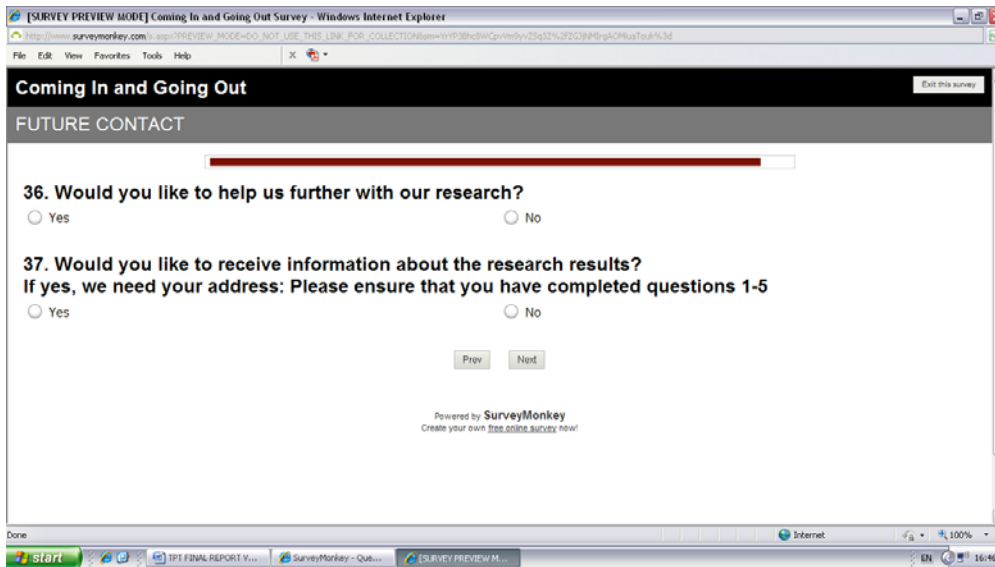 [SURVEY PREVIEW MODE] Coming In and Going Out Survey - Windows Internet Explorer
File Edit View Favorites Tools Help
Coming In and Going Out
Exit this survey
FUTURE CONTACT
36. Would you like to help us further with our research?
Yes No
37. Would you like to receive information about the research results?
If yes, we need your address: Please ensure that you have completed questions 1-5
Yes No
Prev Next
Powered by SurveyMonkey
Create your own free online survey now!
Done Internet 100%
start TPT FINAL REPORT V... SurveyMonkey - Que... [SURVEY PREVIEW M... EN 16:46